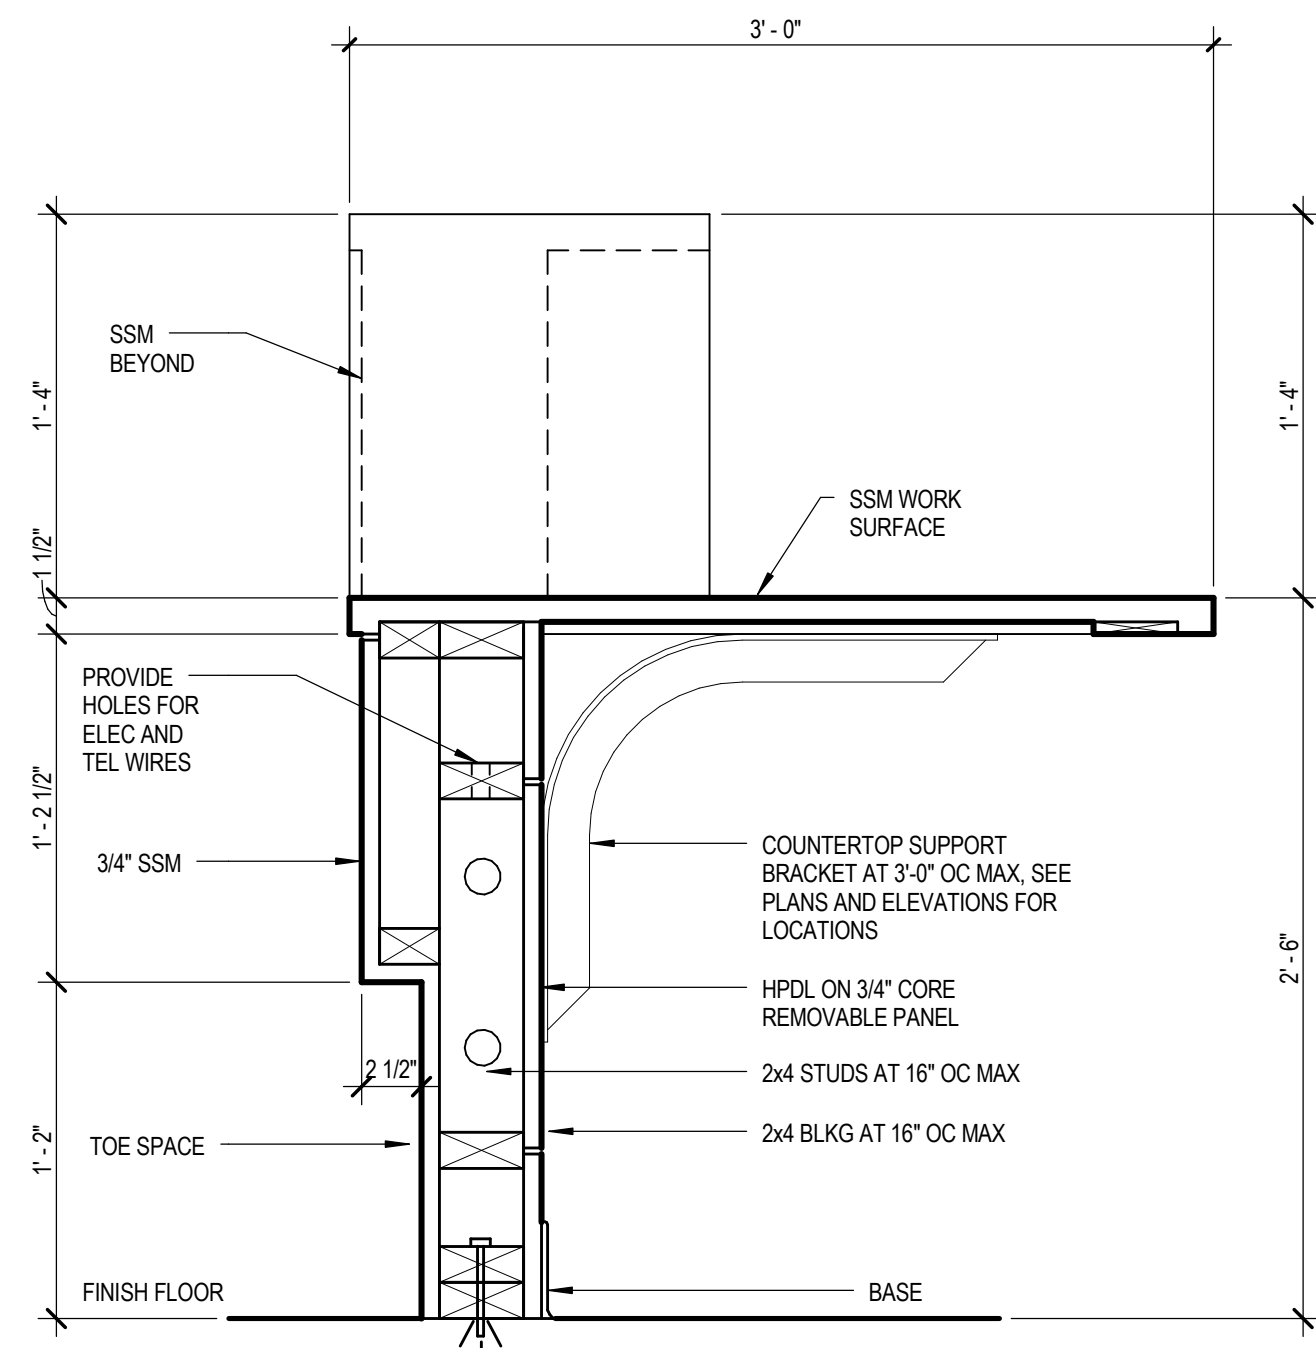 3' - 0"
SSM
BEYOND
1' - 4"
1' - 4"
SSM WORK
SURFACE
1 1/2"
PROVIDE
HOLES FOR
ELEC AND
TEL WIRES
1' - 2 1/2"
3/4" SSM
COUNTERTOP SUPPORT
BRACKET AT 3'-0" OC MAX, SEE
PLANS AND ELEVATIONS FOR
LOCATIONS
2' - 6"
HPDL ON 3/4" CORE
REMOVABLE PANEL
2 1/2"
2x4 STUDS AT 16" OC MAX
1' - 2"
TOE SPACE
2x4 BLKG AT 16" OC MAX
FINISH FLOOR
BASE